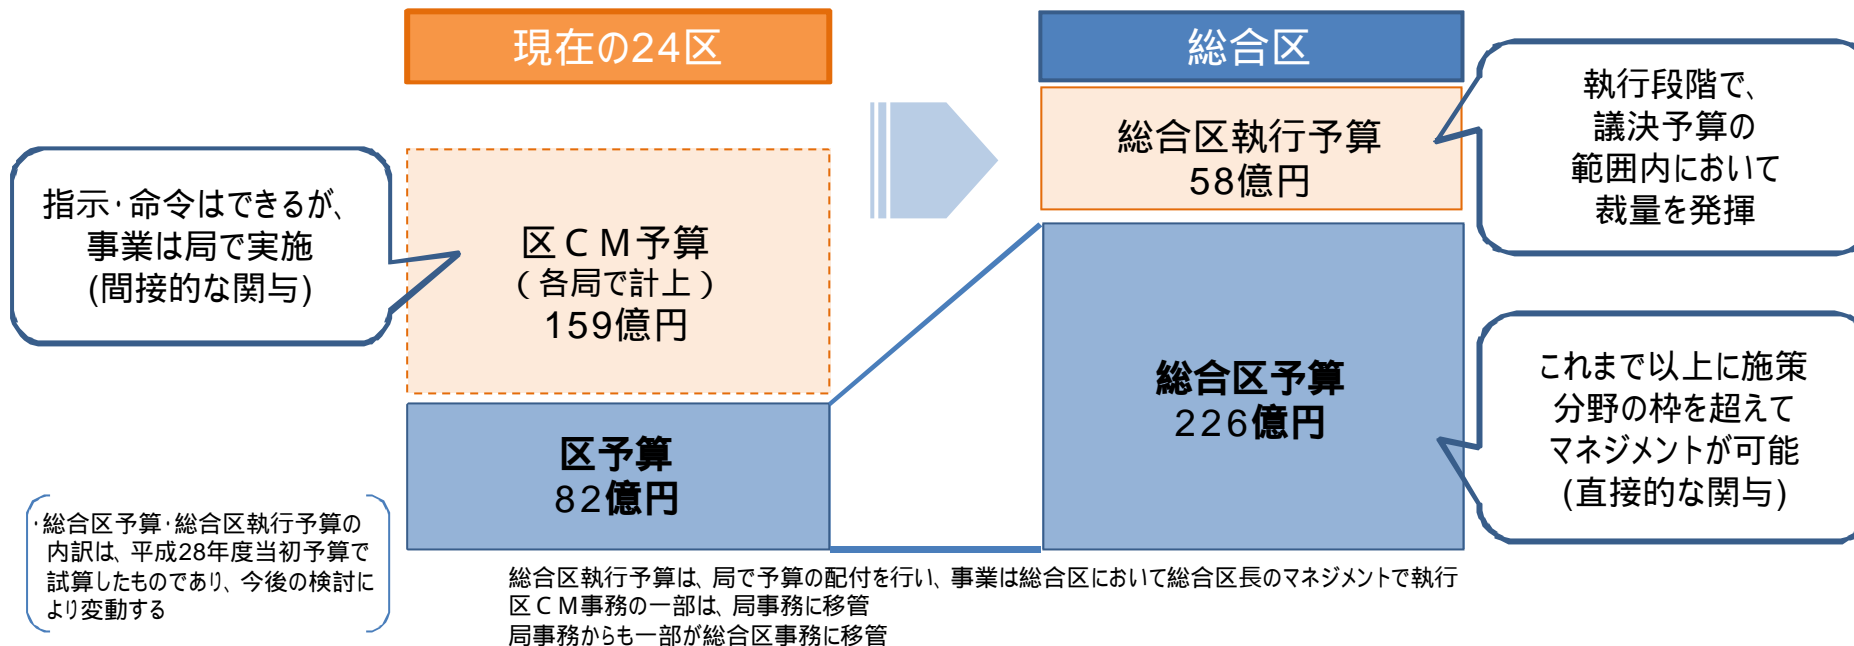 現在の24区
総合区
指示・命令はできるが、
事業は局で実施
(間接的な関与)
区ＣＭ予算
（各局で計上）
159億円
区予算
82億円
総合区執行予算
58億円
総合区予算
226億円
執行段階で、
議決予算の
範囲内において
裁量を発揮
これまで以上に施策
分野の枠を超えて
マネジメントが可能
(直接的な関与)
・総合区予算・総合区執行予算の
内訳は、平成28年度当初予算で
試算したものであり、今後の検討に
より変動する
総合区執行予算は、局で予算の配付を行い、事業は総合区において総合区長のマネジメントで執行
区ＣＭ事務の一部は、局事務に移管
局事務からも一部が総合区事務に移管